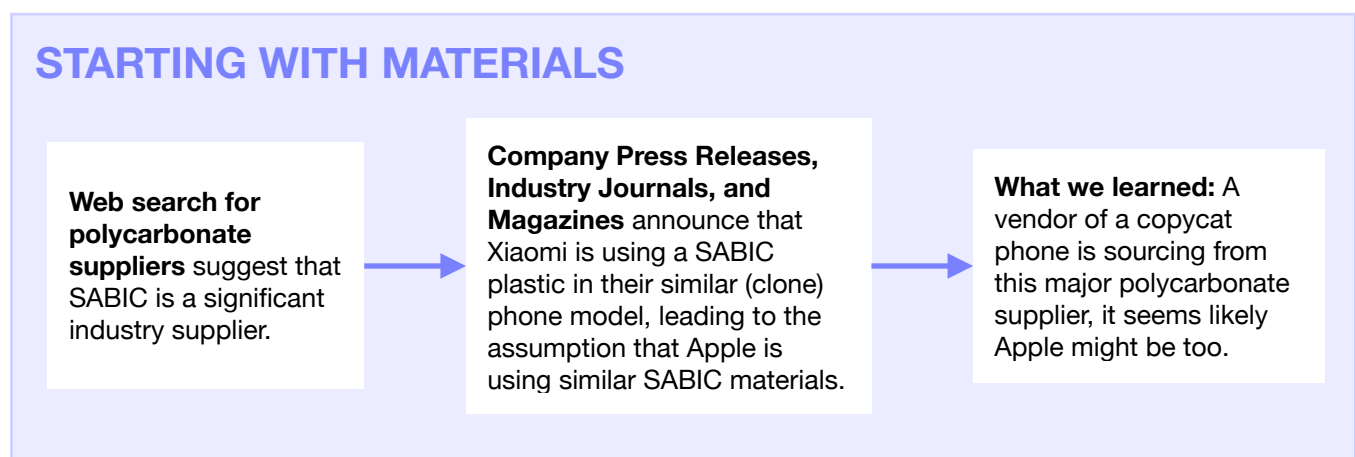 STARTING WITH MATERIALS
Web search for
polycarbonate
suppliers suggest that
SABIC is a significant
industry supplier.
Company Press Releases,
Industry Journals, and
Magazines announce that
Xiaomi is using a SABIC
plastic in their similar (clone)
phone model, leading to the
assumption that Apple is
using similar SABIC materials.
What we learned: A
vendor of a copycat
phone is sourcing from
this major polycarbonate
supplier, it seems likely
Apple might be too.